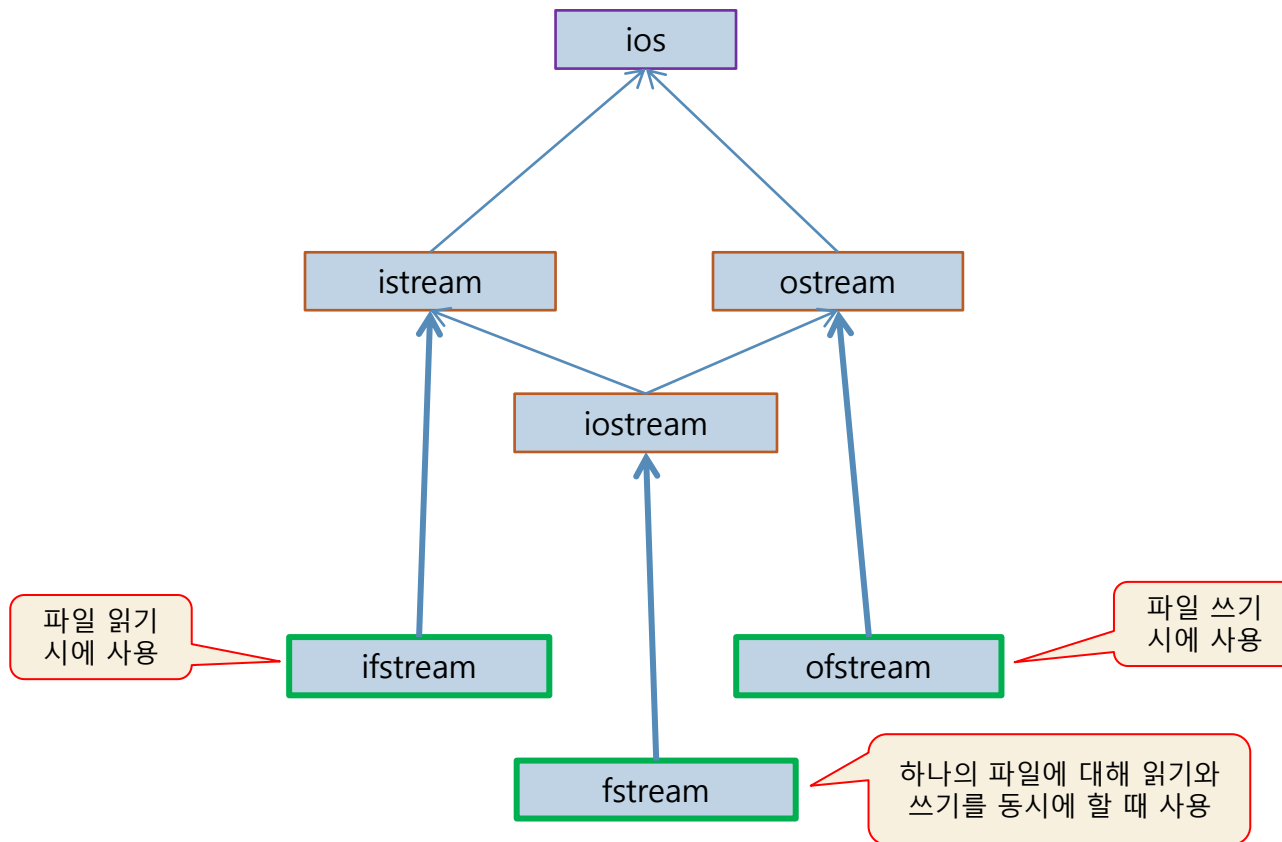 ios
istream
ostream
iostream
파일 읽기
시에 사용
파일 쓰기
시에 사용
ifstream
ofstream
fstream
하나의 파일에 대해 읽기와
쓰기를 동시에 할 때 사용